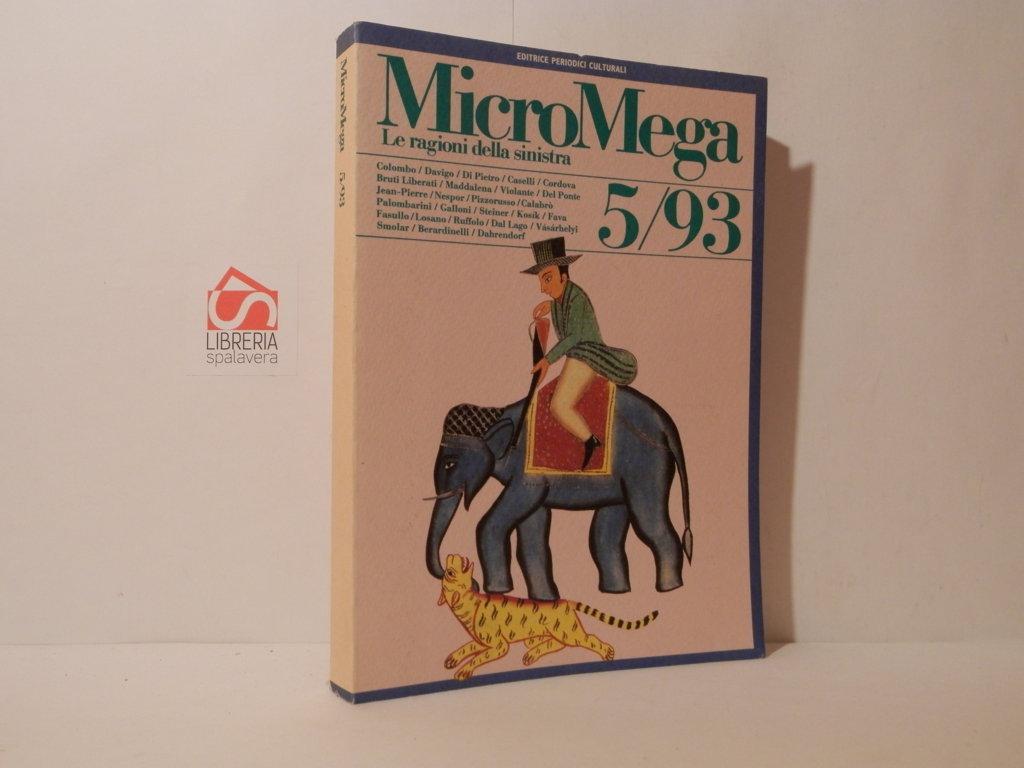 EDITRICE PERIODICI CULTURALI
MicroMega
Le ragioni della sinistra
Colombo / Davigo / Di Pietro / Caselli / Cordova
Bruti Liberati / Maddalena / Violante / Del Ponte
Jean-Pierre / Nespor / Pizzorusso / Calabrò
Palombarini / Galloni / Steiner / Kosik / Fava
Fasullo / Losano / Ruffolo / Dal Lago / Vásárhelyi
Smolar / Berardinelli / Dahrendorf
5/93
MicroMega 5/93
LIBRERIA
spalavera